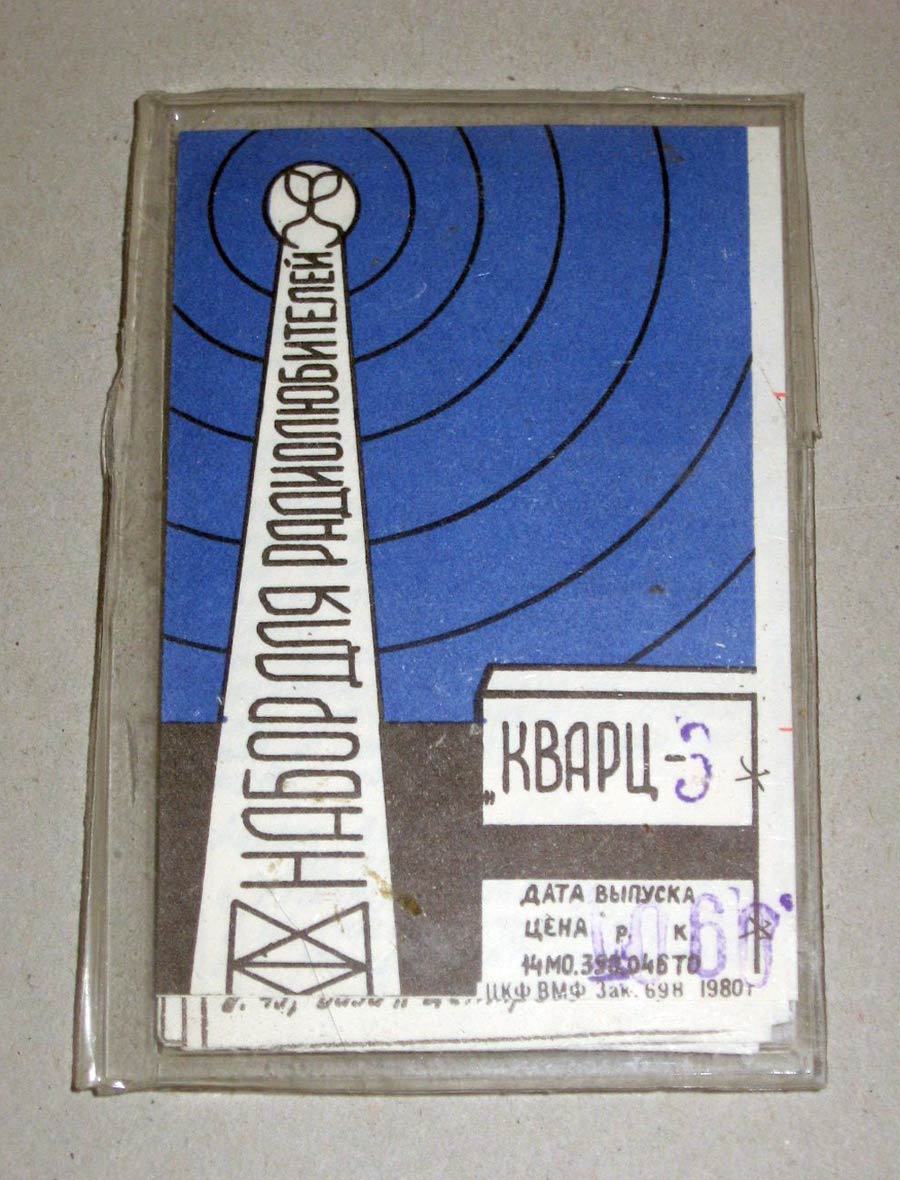 НАБОР ДЛЯ РАДИОЛЮБИТЕЛЕЙ
„КВАРЦ-3
ДАТА ВЫПУСКА
ЦЕНА р. к
ЦКФ ВМФ Зак. 698 1980г